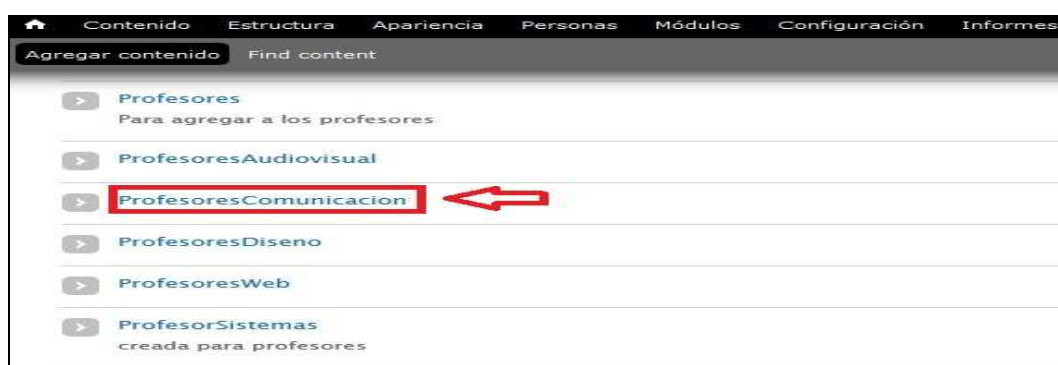 Contenido Estructura Apariencia Personas Módulos Configuración Informes
Agregar contenido Find content
Profesores
Para agregar a los profesores
ProfesoresAudiovisual
ProfesoresComunicacion
ProfesoresDiseno
ProfesoresWeb
ProfesorSistemas
creada para profesores